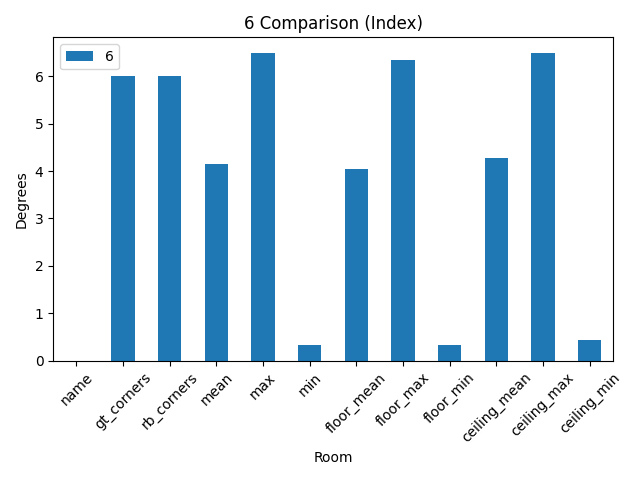 6 Comparison (Index)
6
Degrees
6
5
4
3
2
1
0
name
gt_corners
rb_corners
mean
max
min
floor_mean
floor_max
floor_min
ceiling_mean
ceiling_max
ceiling_min
Room